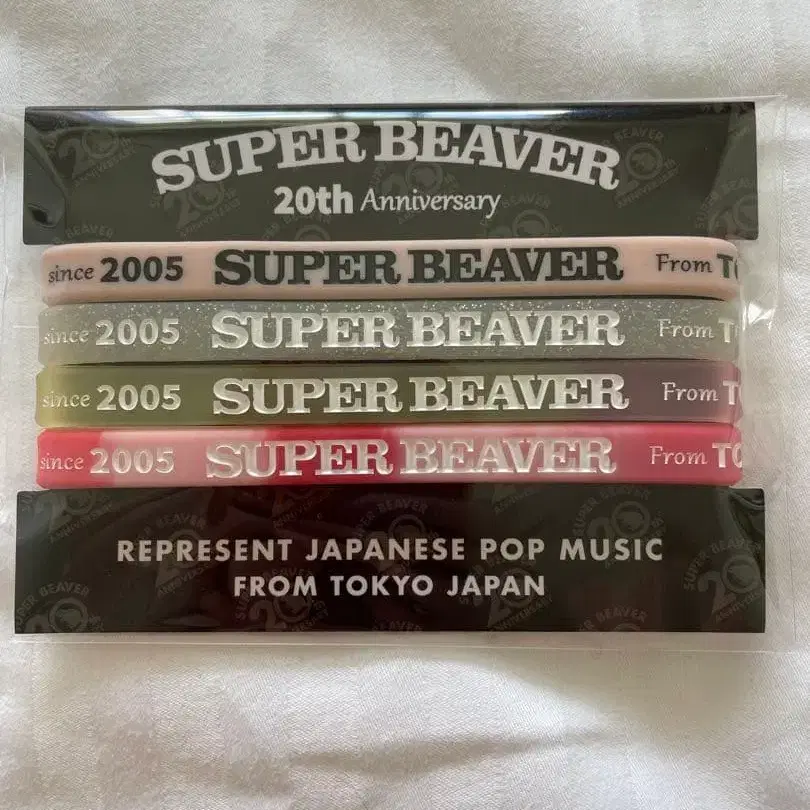 SUPER BEAVER
20th Anniversary
since 2005 SUPER BEAVER From T
since 2005 SUPER BEAVER From T
since 2005 SUPER BEAVER From T
since 2005 SUPER BEAVER From TO
REPRESENT JAPANESE POP MUSIC
FROM TOKYO JAPAN